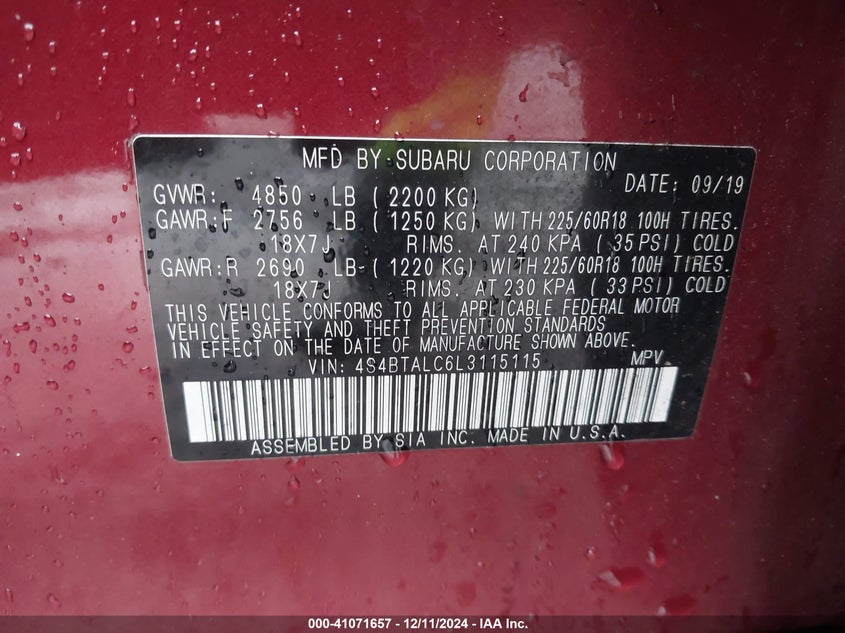 MFD BY:SUBARU CORPORATION
DATE: 09/19
GVWR: 4850 LB ( 2200 KG)
GAWR:F 2756 LB ( 1250 KG) WITH 225/60R18 100H TIRES.
18X7J RIMS. AT 240 KPA ( 35 PSI) COLD
GAWR:R 2690 LB ( 1220 KG) WITH 225/60R18 100H TIRES.
18X7J RIMS. AT 230 KPA ( 33 PSI) COLD
THIS VEHICLE CONFORMS TO ALL APPLICABLE FEDERAL MOTOR
VEHICLE SAFETY AND THEFT PREVENTION STANDARDS
IN EFFECT ON THE DATE OF MANUFACTURE SHOWN ABOVE.
VIN: 4S4BTALC6L3115115 MPV
ASSEMBLED BY SIA INC. MADE IN U.S.A.
000-41071657 - 12/11/2024 - IAA Inc.